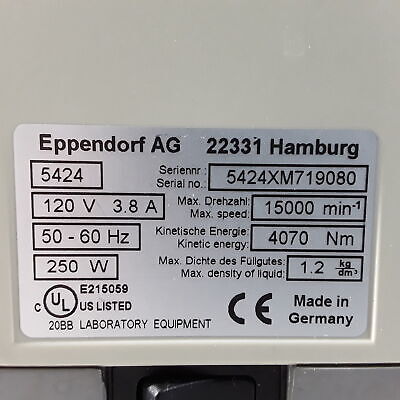 Eppendorf AG 22331 Hamburg
5424 Seriennr .: 5424XM719080
Serial no.:
120 V 3.8 A Max. Drehzahl: 15000 min⁻¹
Max. speed:
50 - 60 Hz Kinetische Energie: 4070 Nm
Kinetic energy:
250 W Max. Dichte des Füllgutes: 1.2 kg/dm³
Max. density of liquid:
C UL US LISTED E215059
20BB LABORATORY EQUIPMENT
CE
Made in
Germany